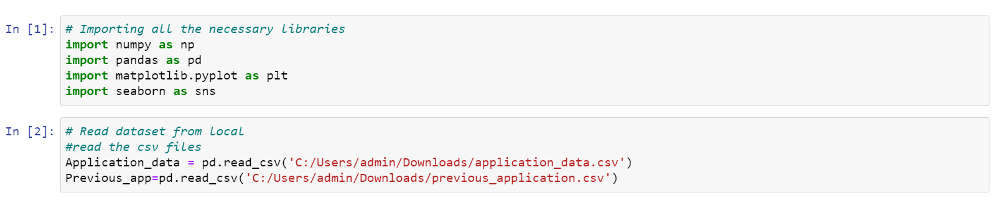 In [1]: # Importing all the necessary libraries
import numpy as np
import pandas as pd
import matplotlib.pyplot as plt
import seaborn as sns
In [2]: # Read dataset from local
#read the csv files
Application_data = pd.read_csv('C:/Users/admin/Downloads/application_data.csv')
Previous_app=pd.read_csv('C:/Users/admin/Downloads/previous_application.csv')